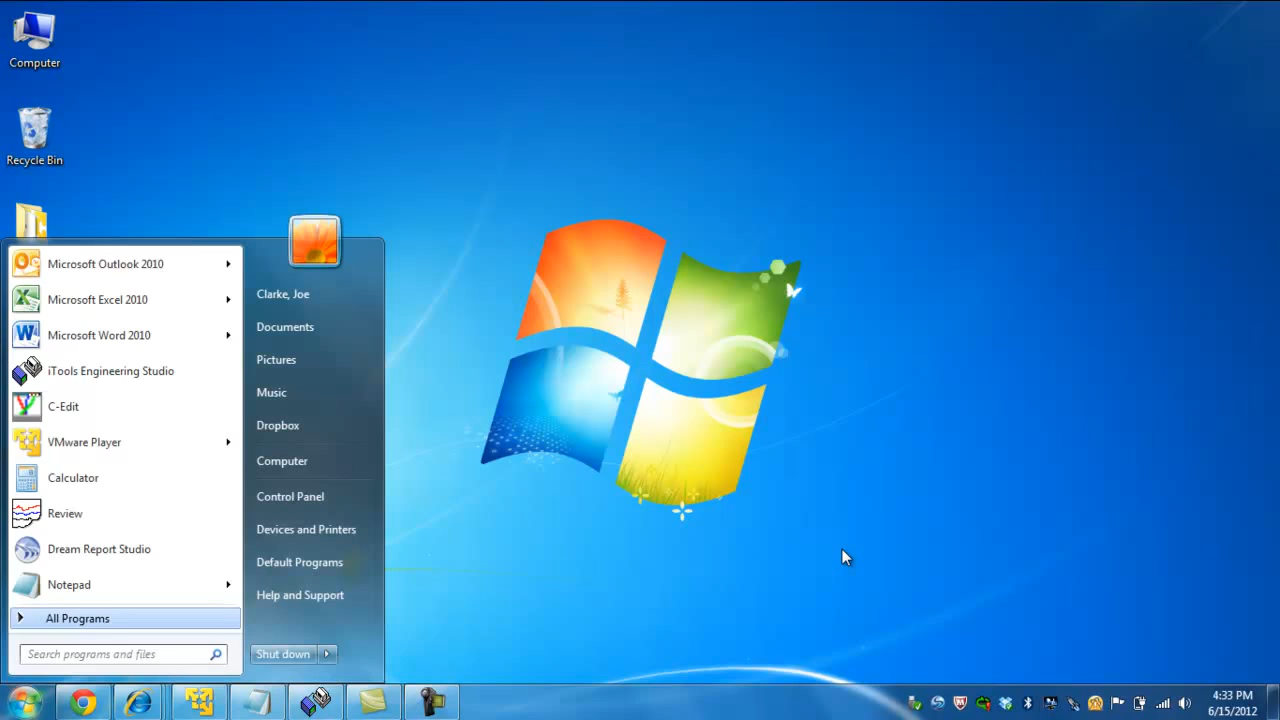 Computer
Recycle Bin
Microsoft Outlook 2010
Microsoft Excel 2010
Microsoft Word 2010
iTools Engineering Studio
C-Edit
VMware Player
Calculator
Review
Dream Report Studio
Notepad
All Programs
Search programs and files
Clarke, Joe
Documents
Pictures
Music
Dropbox
Computer
Control Panel
Devices and Printers
Default Programs
Help and Support
Shut down
4:33 PM
6/15/2012